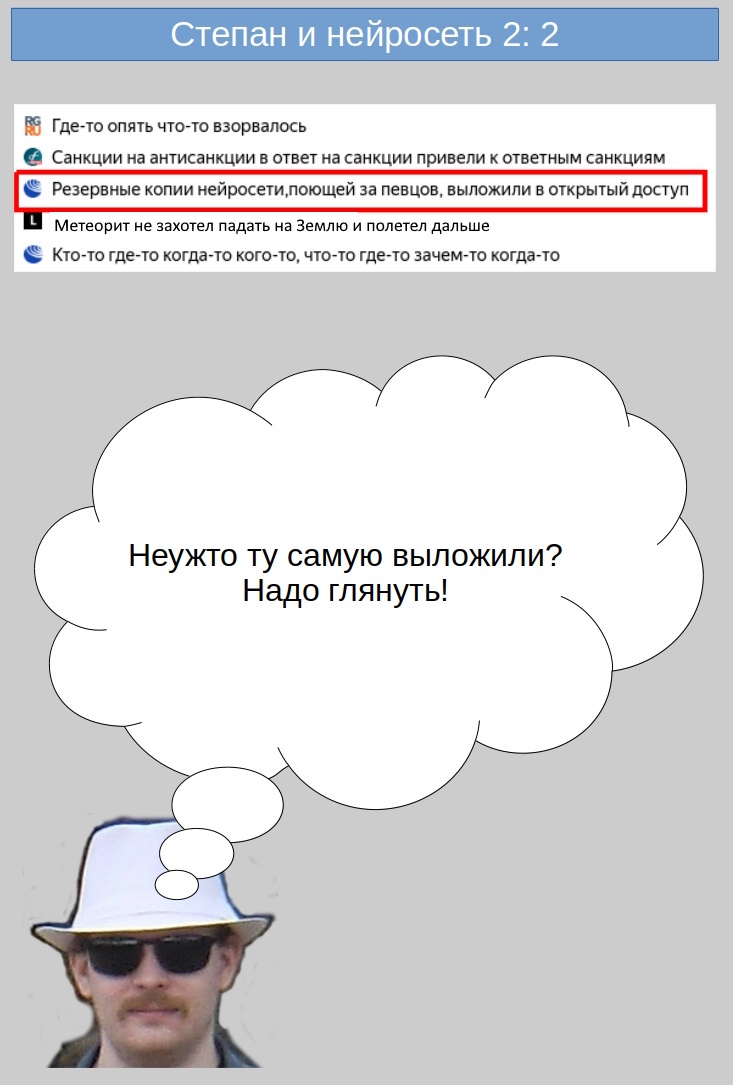 Степан и нейросеть 2: 2
RG
RU
Где-то опять что-то взорвалось
Санкции на антисанкции в ответ на санкции привели к ответным санкциям
Резервные копии нейросети,поющей за певцов, выложили в открытый доступ
L
Метеорит не захотел падать на Землю и полетел дальше
Кто-то где-то когда-то кого-то, что-то где-то зачем-то когда-то
Неужто ту самую выложили?
Надо глянуть!